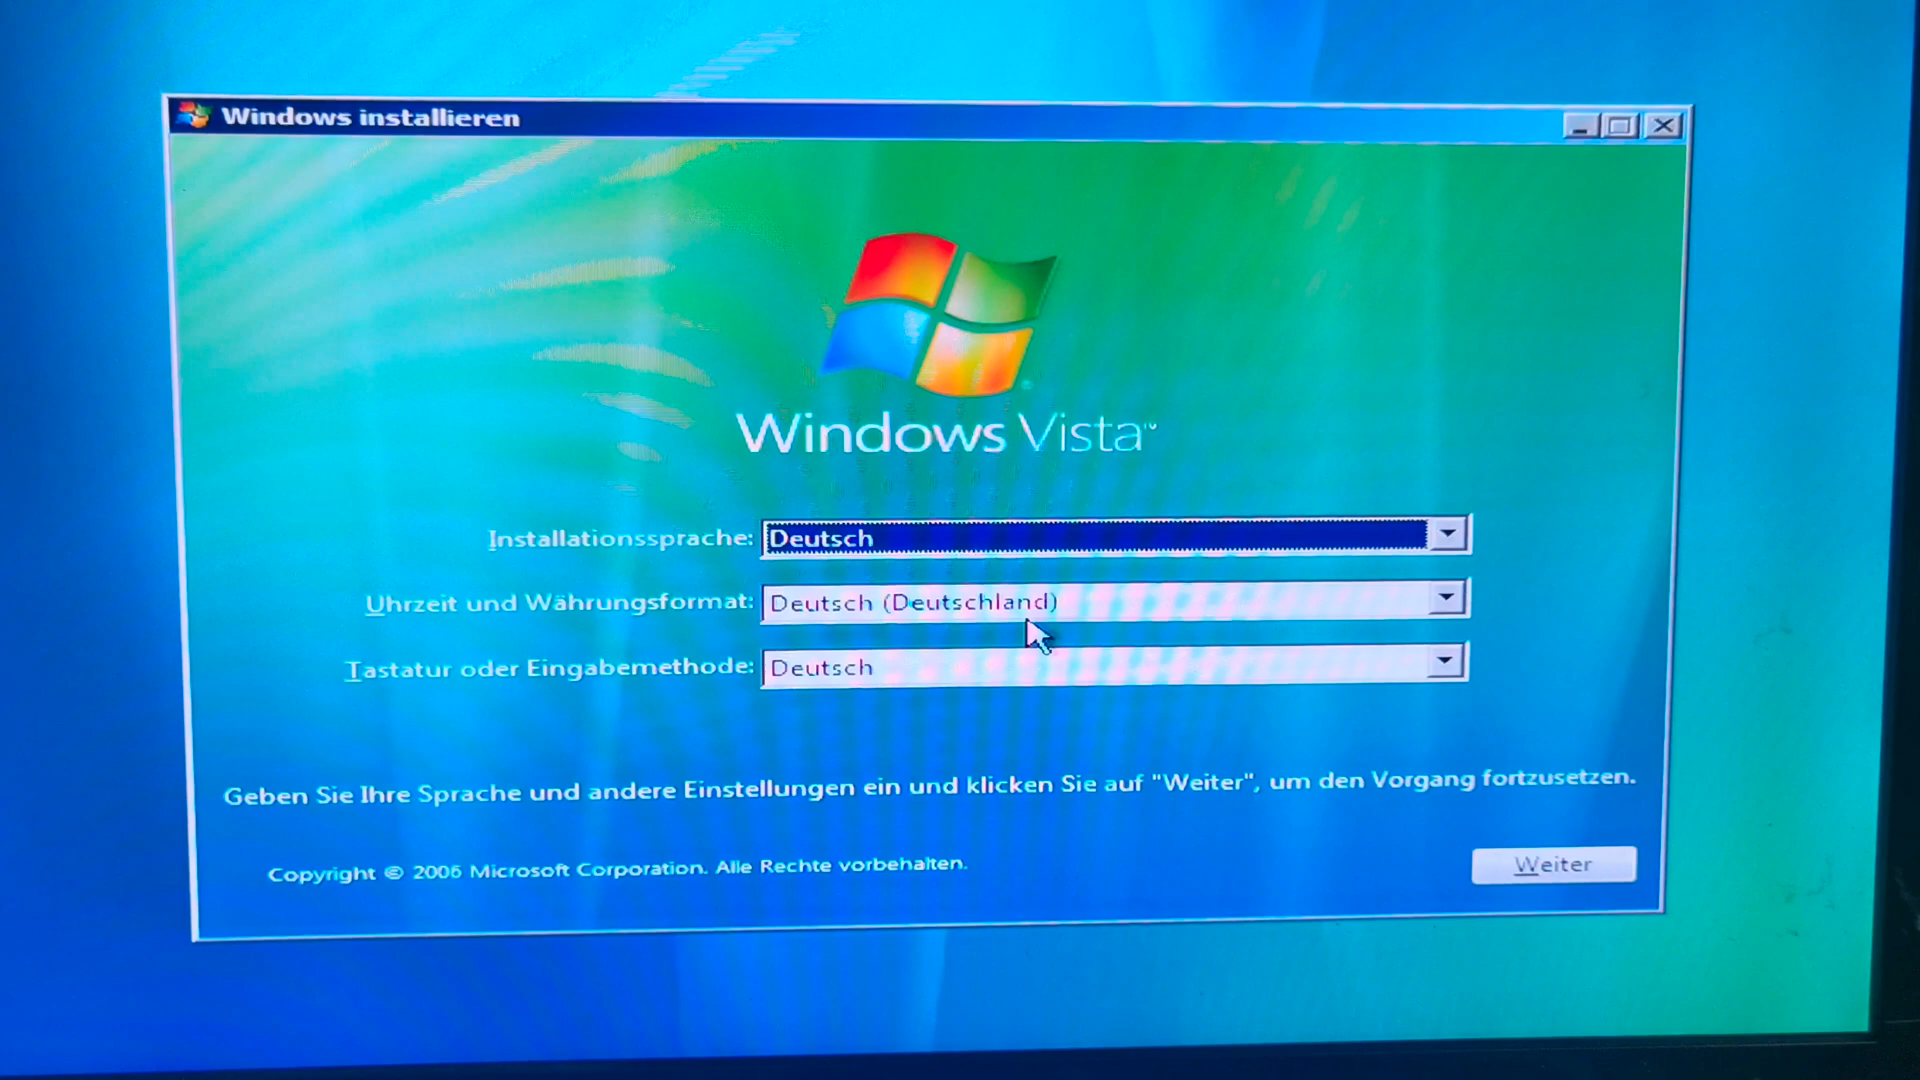 Windows installieren
Windows Vista™
Installationssprache: Deutsch
Uhrzeit und Währungsformat: Deutsch (Deutschland)
Tastatur oder Eingabemethode: Deutsch
Geben Sie Ihre Sprache und andere Einstellungen ein und klicken Sie auf "Weiter", um den Vorgang fortzusetzen.
Copyright © 2006 Microsoft Corporation. Alle Rechte vorbehalten.
Weiter